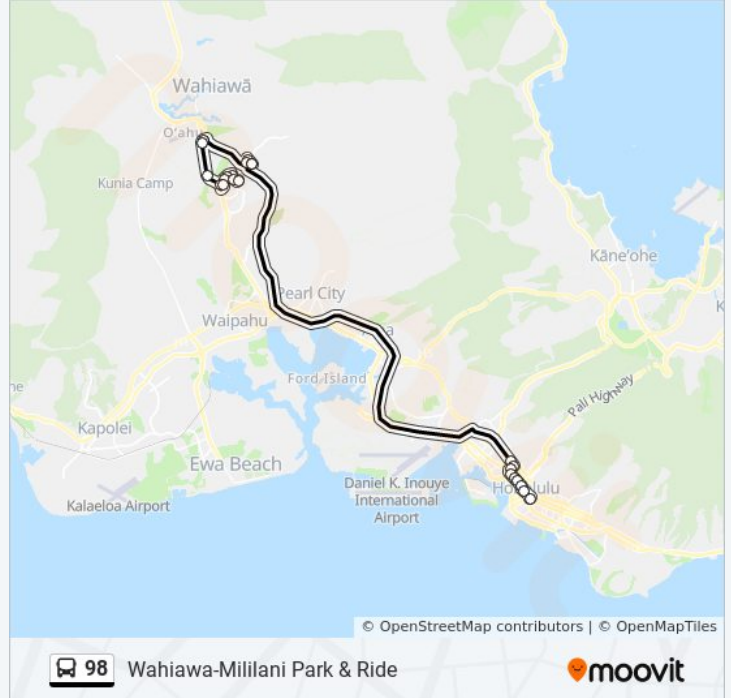 Wahiawā
O'ahu
Kunia Camp
Kāne'ohe
Pearl City
Waipahu
Ford Island
Pali Highway
Kapolei
Ewa Beach
Honolulu
Kalaeloa Airport
Daniel K. Inouye
International
Airport
© OpenStreetMap contributors | © OpenMapTiles
98 Wahiawa-Mililani Park & Ride
moovit